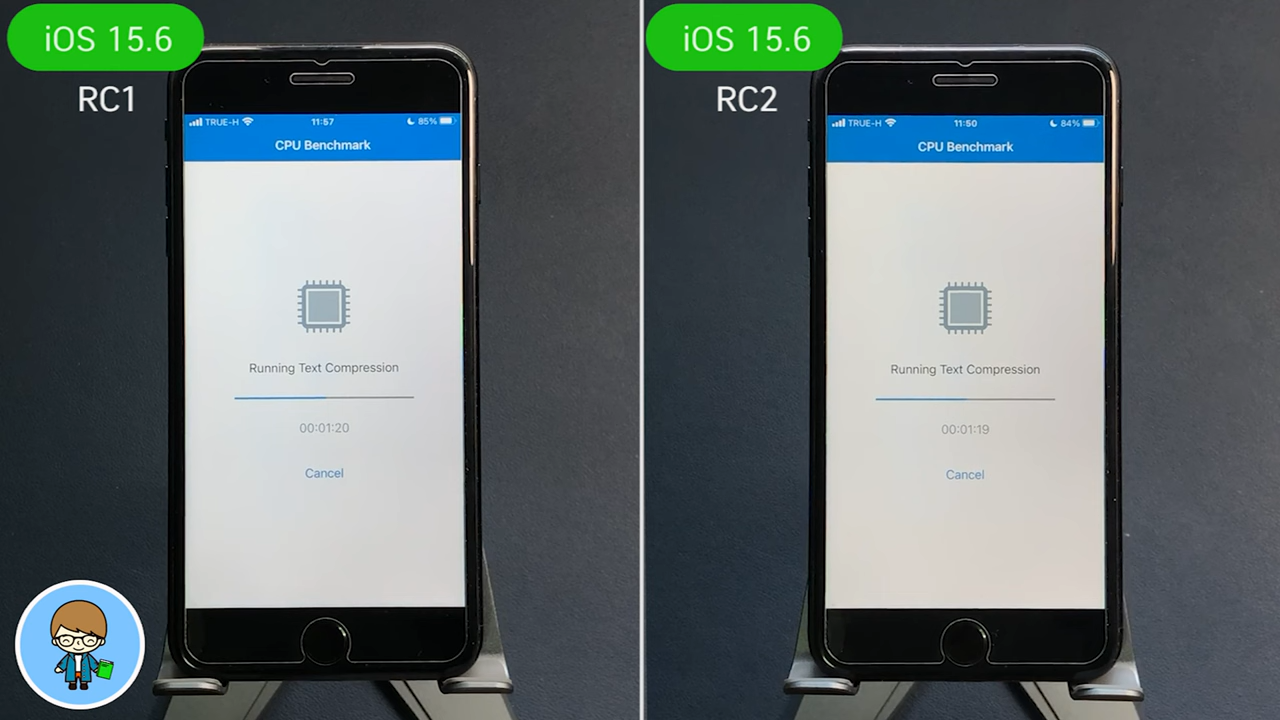 iOS 15.6
RC1
TRUE-H 11:57 85%
CPU Benchmark
Running Text Compression
00:01:20
Cancel
iOS 15.6
RC2
TRUE-H 11:50 84%
CPU Benchmark
Running Text Compression
00:01:19
Cancel